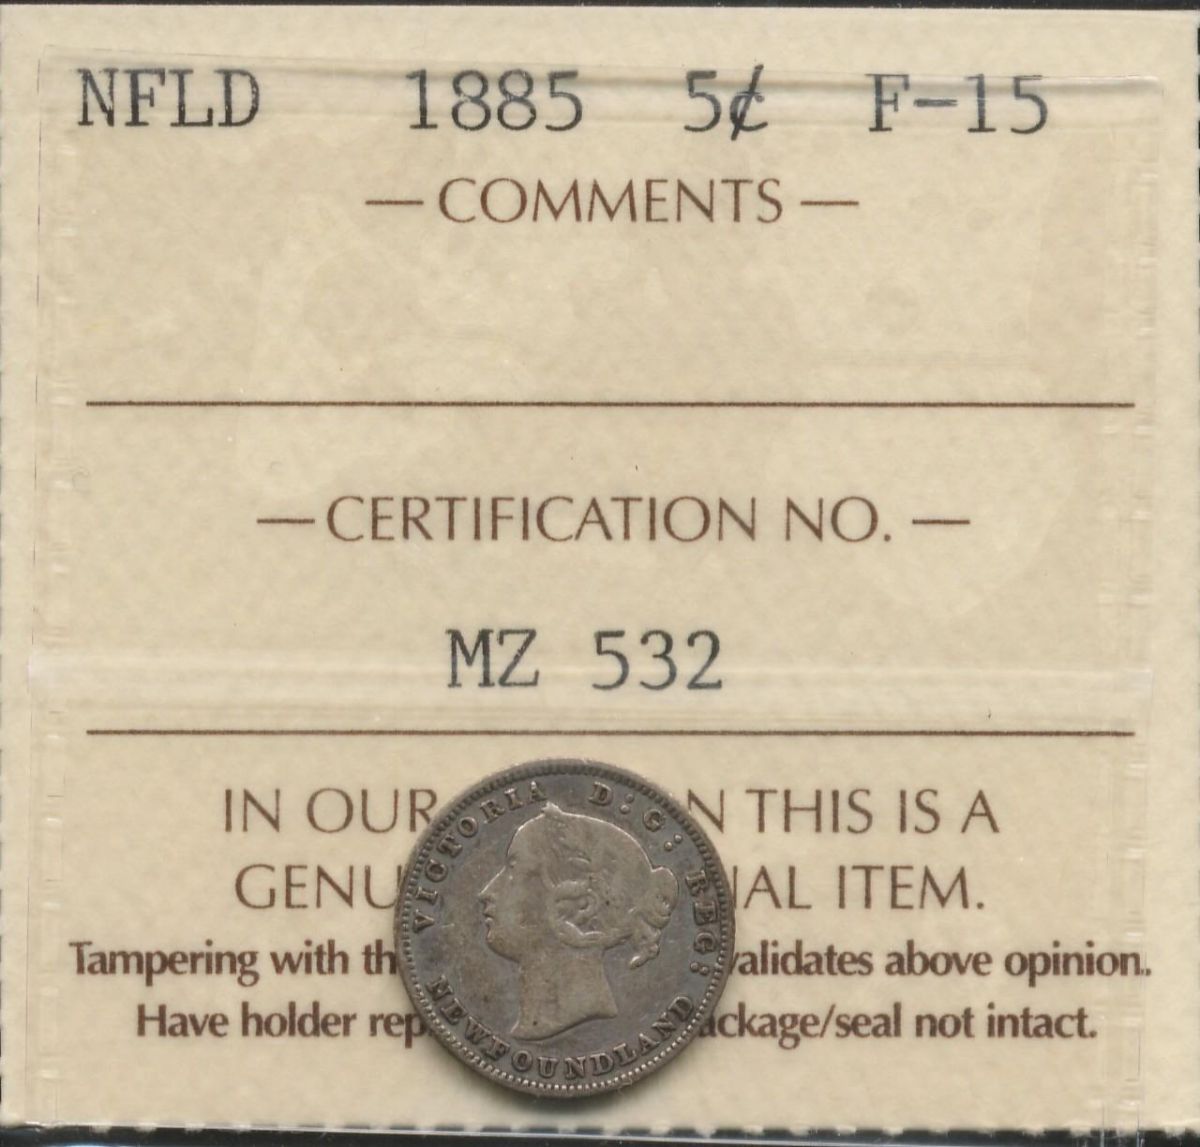 NFLD 1885 5¢ F-15
— COMMENTS —
— CERTIFICATION NO. —
MZ 532
IN OUR N THIS IS A
GENU AL ITEM.
Tampering with th validates above opinion.
Have holder rep ackage/seal not intact.
VICTORIA D:G: REG:
NEWFOUNDLAND